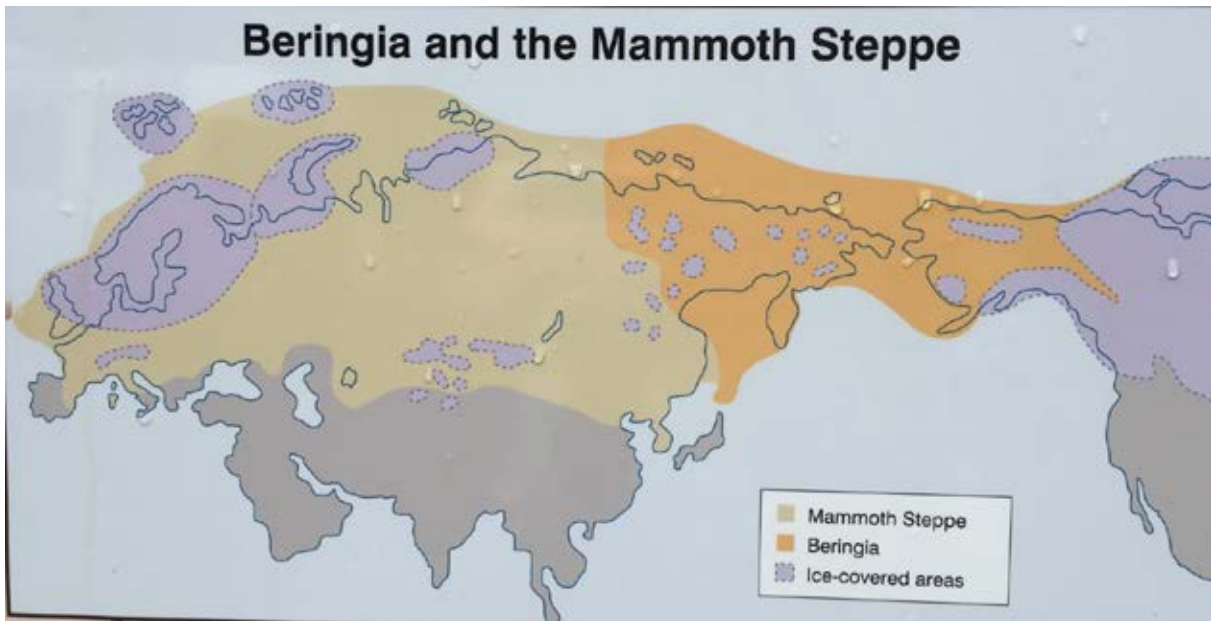 Beringia and the Mammoth Steppe
Mammoth Steppe
Beringia
Ice-covered areas